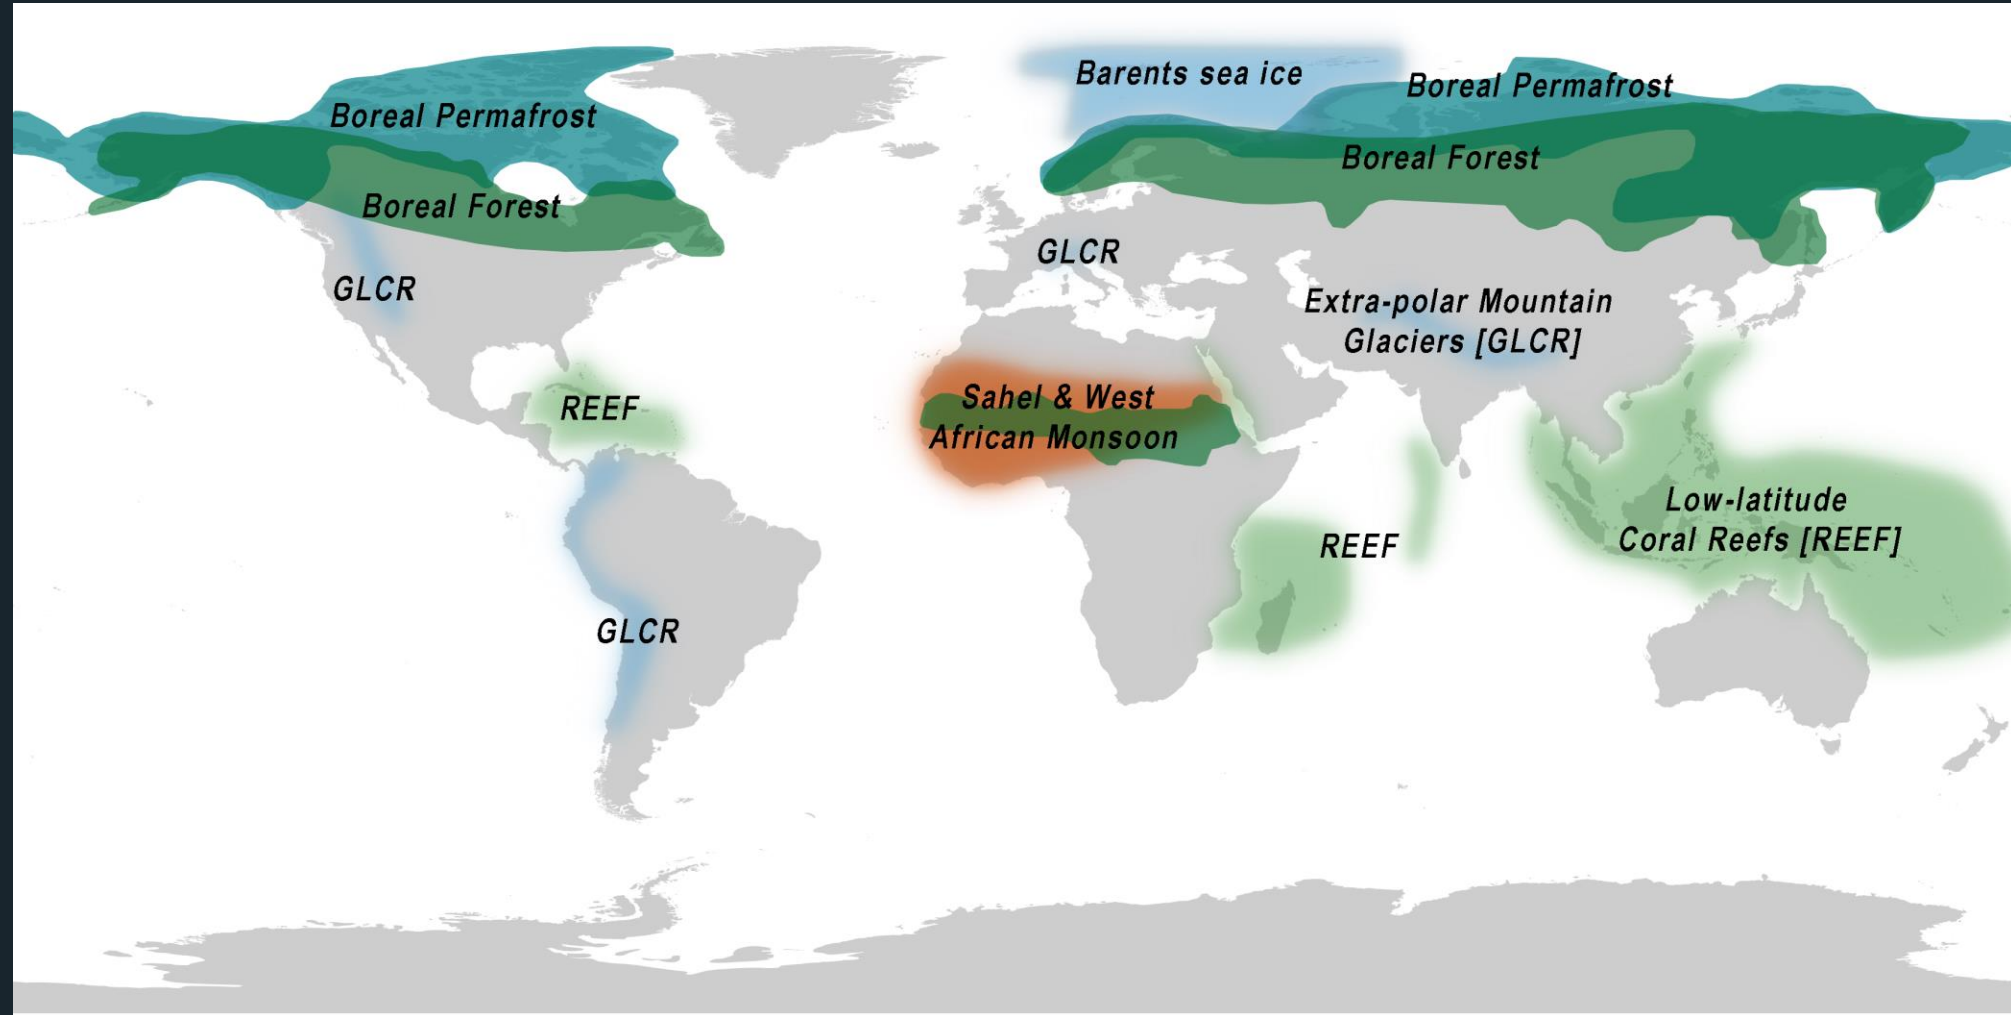 Barents sea ice
Boreal Permafrost
Boreal Permafrost
Boreal Forest
Boreal Forest
GLCR
GLCR
Extra-polar Mountain
Glaciers [GLCR]
REEF
Sahel & West
African Monsoon
Low-latitude
Coral Reefs [REEF]
REEF
GLCR